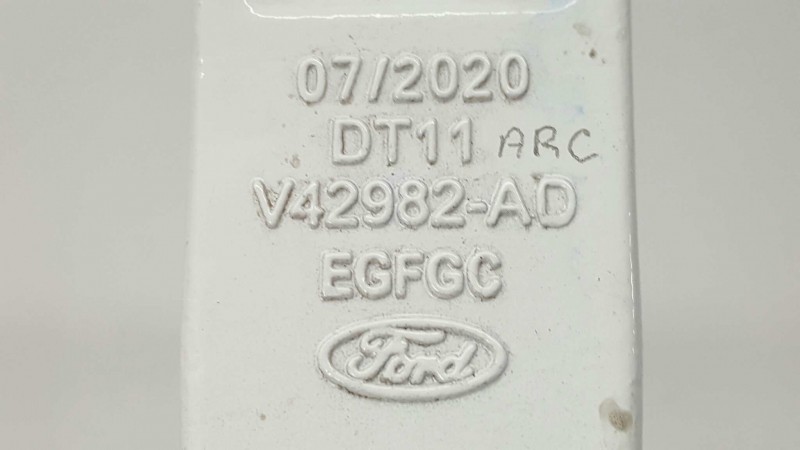 07/2020
DT11 ARC
V42982-AD
EGFGC
Ford